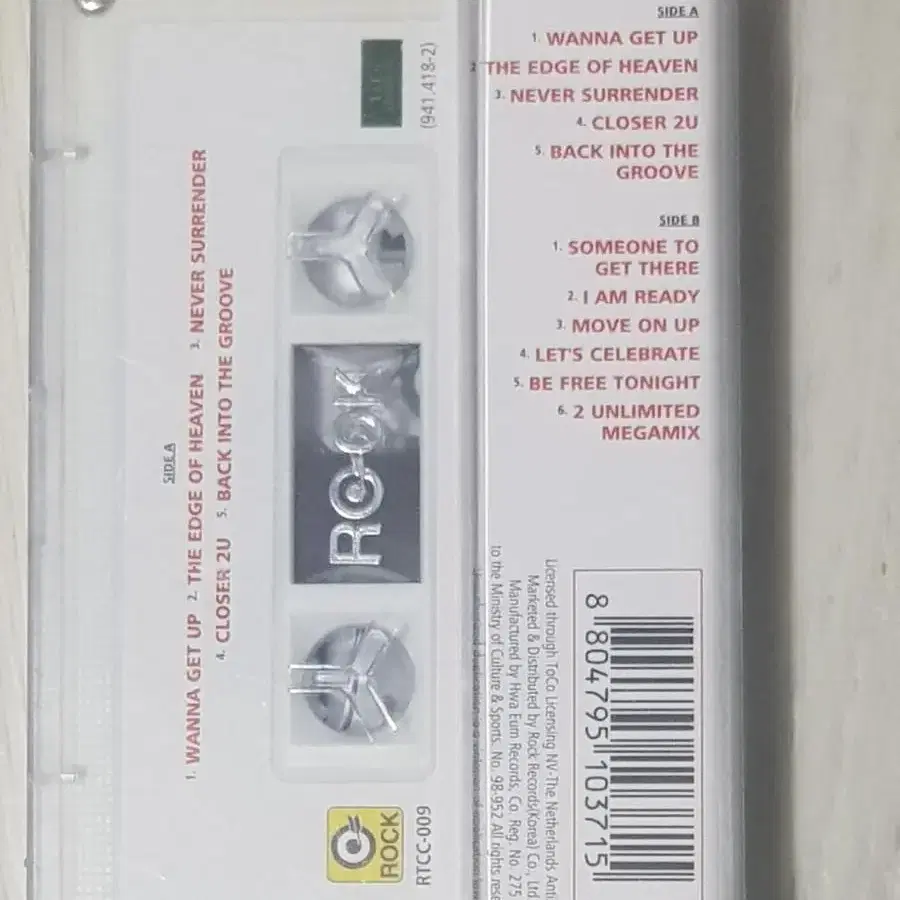 SIDE A
1. WANNA GET UP 2. THE EDGE OF HEAVEN 3. NEVER SURRENDER
4. CLOSER 2U 5. BACK INTO THE GROOVE
(941.418-2)
ROCK
ROCK
RTCC-009
SIDE A
1. WANNA GET UP
2. THE EDGE OF HEAVEN
3. NEVER SURRENDER
4. CLOSER 2U
5. BACK INTO THE
GROOVE
SIDE B
1. SOMEONE TO
GET THERE
2. I AM READY
3. MOVE ON UP
4. LET'S CELEBRATE
5. BE FREE TONIGHT
6. 2 UNLIMITED
MEGAMIX
Licensed through ToCo Licensing NV-The Netherlands
Marketed & Distributed by Rock Records(Korea) Co., Ltd
Manufactured by Hwa Eum Records, Co. Reg. No. 275
to the Ministry of Culture & Sports. No. 98-952 All rights
8 804795 103715